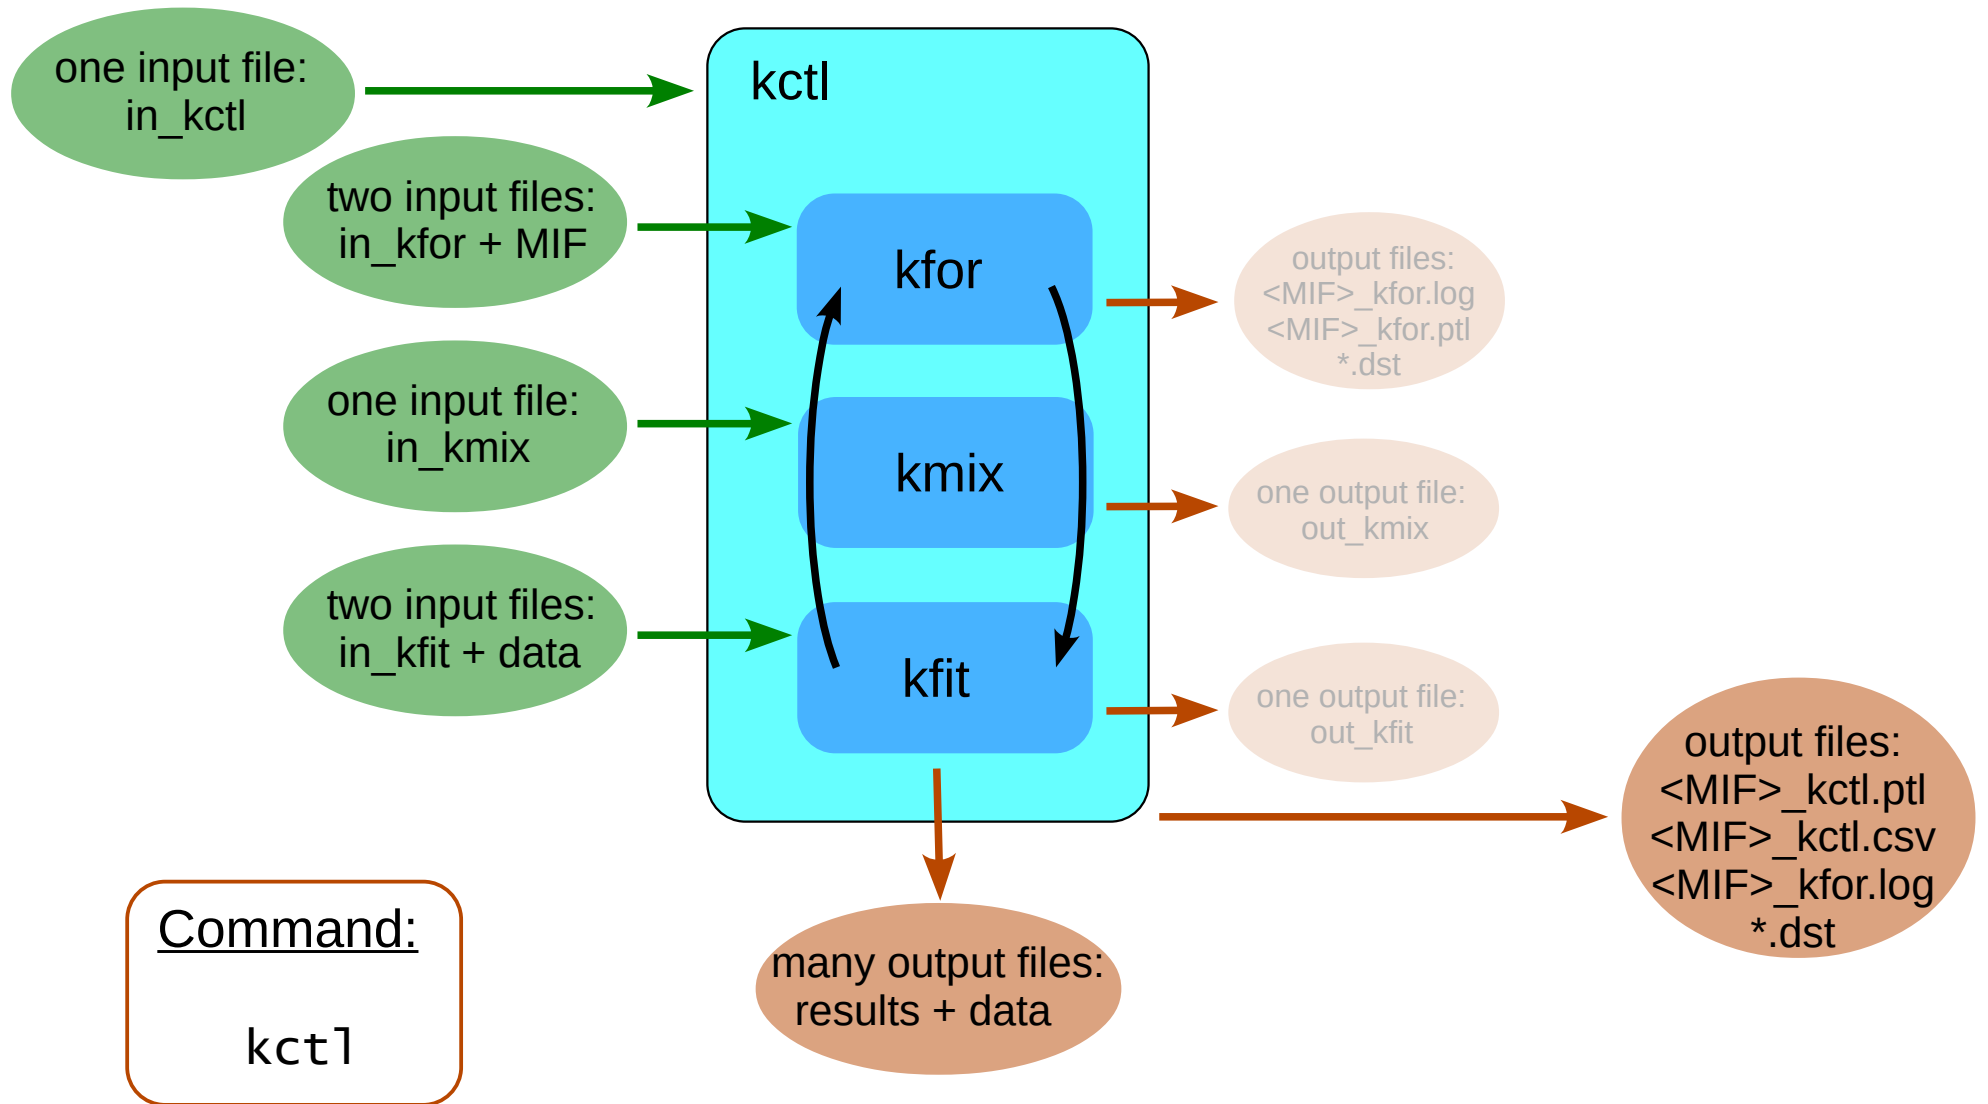 one input file:
in_kctl
kctl
two input files:
in_kfor + MIF
kfor
output files:
<MIF>_kfor.log
<MIF>_kfor.ptl
*.dst
one input file:
in_kmix
kmix
one output file:
out_kmix
two input files:
in_kfit + data
kfit
one output file:
out_kfit
output files:
<MIF>_kctl.ptl
<MIF>_kctl.csv
<MIF>_kfor.log
*.dst
many output files:
results + data
Command:
kctl